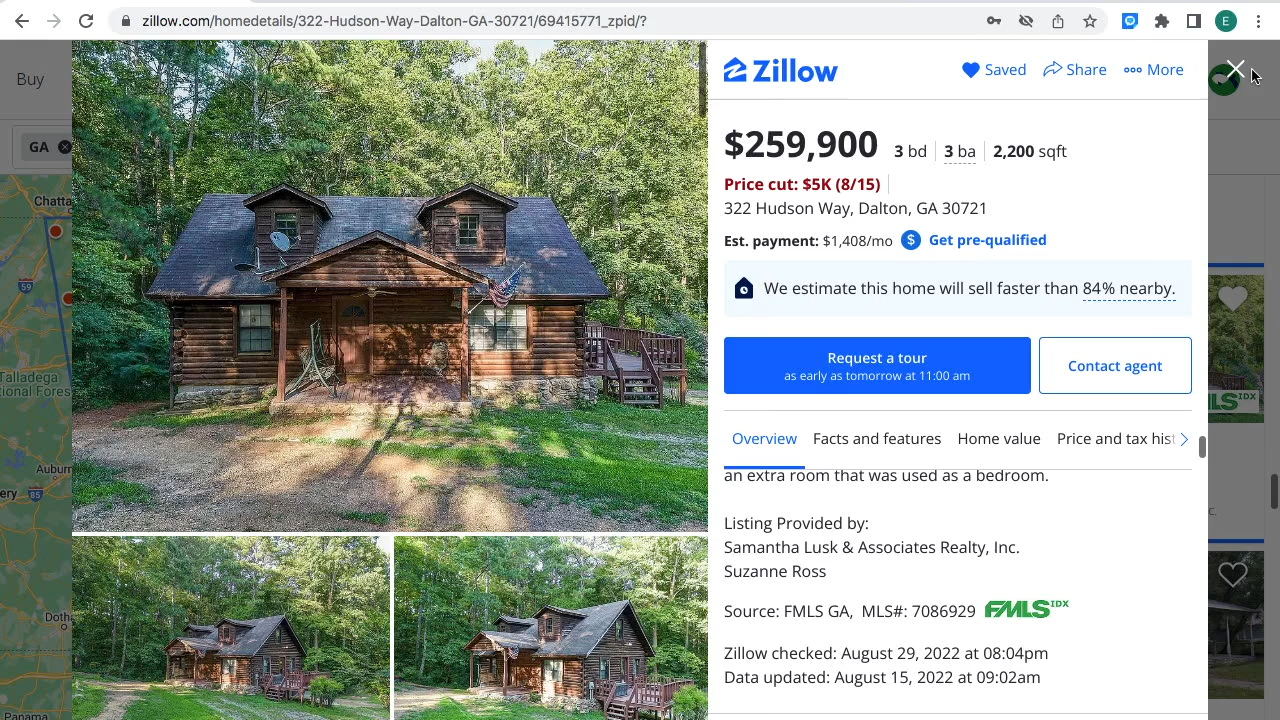 zillow.com/homedetails/322-Hudson-Way-Dalton-GA-30721/69415771_zpid/?
E
Buy
GA
Zillow
Saved
Share
More
$259,900 3 bd 3 ba 2,200 sqft
Price cut: $5K (8/15)
322 Hudson Way, Dalton, GA 30721
Est. payment: $1,408/mo $ Get pre-qualified
We estimate this home will sell faster than 84% nearby.
Request a tour
as early as tomorrow at 11:00 am
Contact agent
Overview Facts and features Home value Price and tax his
an extra room that was used as a bedroom.
Listing Provided by:
Samantha Lusk & Associates Realty, Inc.
Suzanne Ross
Source: FMLS GA, MLS#: 7086929 FMLS IDX
Zillow checked: August 29, 2022 at 08:04pm
Data updated: August 15, 2022 at 09:02am
Chatta
59
Talladega
ional Fores
Auburn
ery 85
Doth
Panama
LS IDX
c.